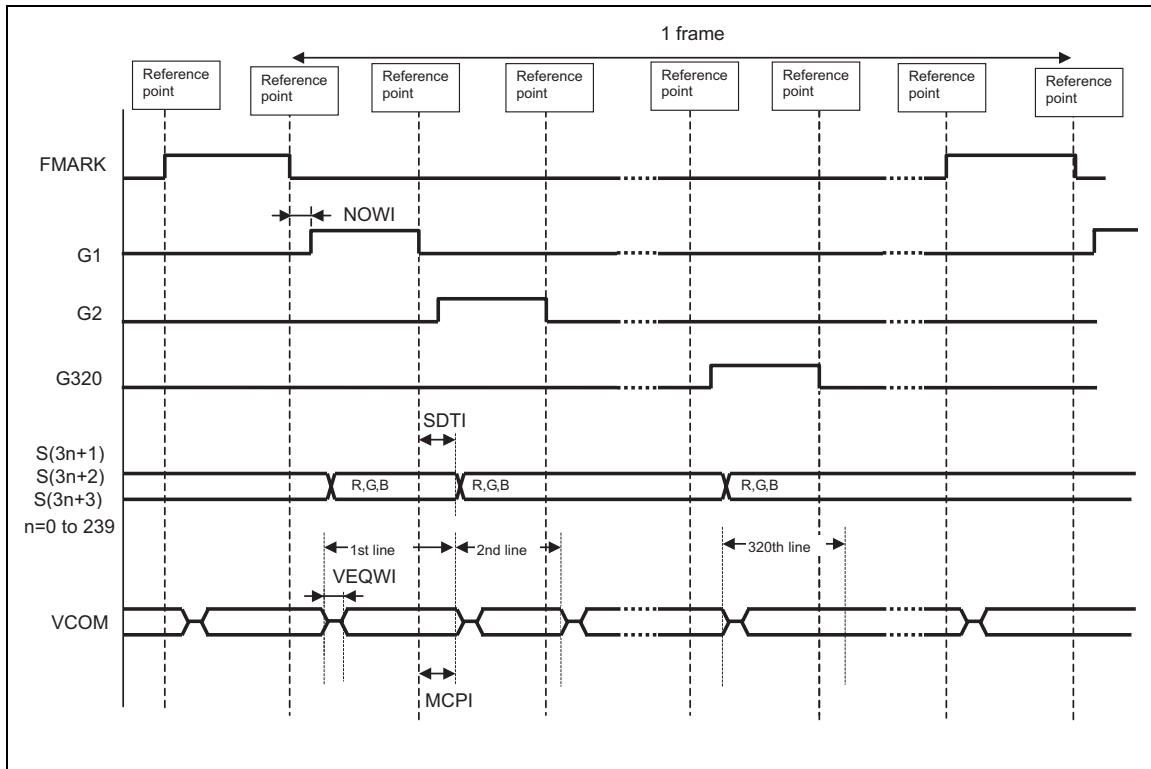 1 frame
Reference
point
Reference
point
Reference
point
Reference
point
Reference
point
Reference
point
Reference
point
Reference
point
FMARK
NOWI
G1
G2
G320
SDTI
S(3n+1)
S(3n+2)
S(3n+3)
n=0 to 239
R,G,B
R,G,B
R,G,B
1st line
2nd line
320th line
VEQWI
VCOM
MCPI